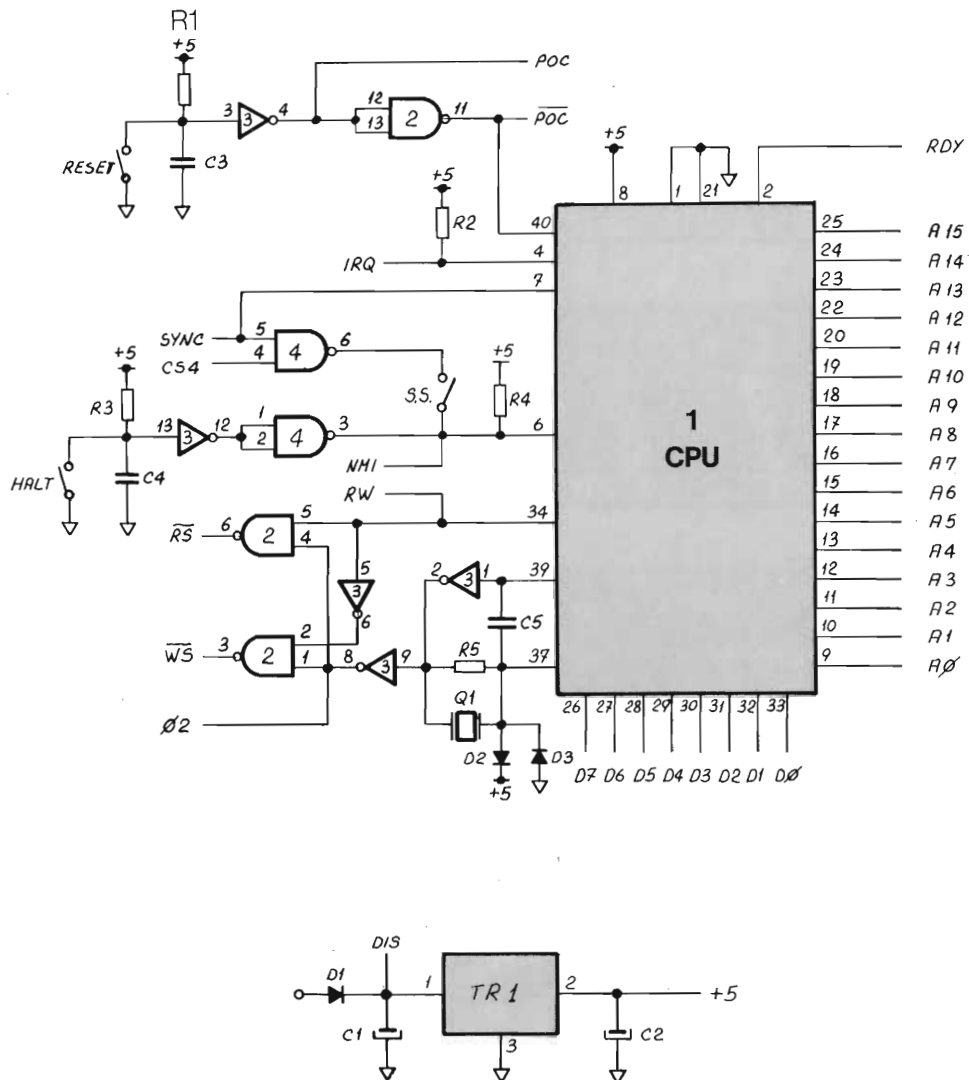 R1
+5
POC
3 3 4
12
13
2
11
POC
C3
RESET
+5
8
1
21
2
RDY
+5
R2
40
IRQ
4
7
SYNC
5
CS4
4
4
6
S.S.
+5
R4
+5
R3
13 3 12
1
2
4
3
6
HALT
C4
NMI
RW
34
RS
6
2
5
4
5
3
6
2 3 1
39
C5
WS
3
2
2
1
8 3 9
R5
37
Ø2
Q1
D2
D3
+5
1
CPU
25 A15
24 A14
23 A13
22 A12
20 A11
19 A10
18 A9
17 A8
16 A7
15 A6
14 A5
13 A4
12 A3
11 A2
10 A1
9 AØ
26 27 28 29 30 31 32 33
D7 D6 D5 D4 D3 D2 D1 DØ
DIS
D1
1
TR1
2
+5
C1
3
C2